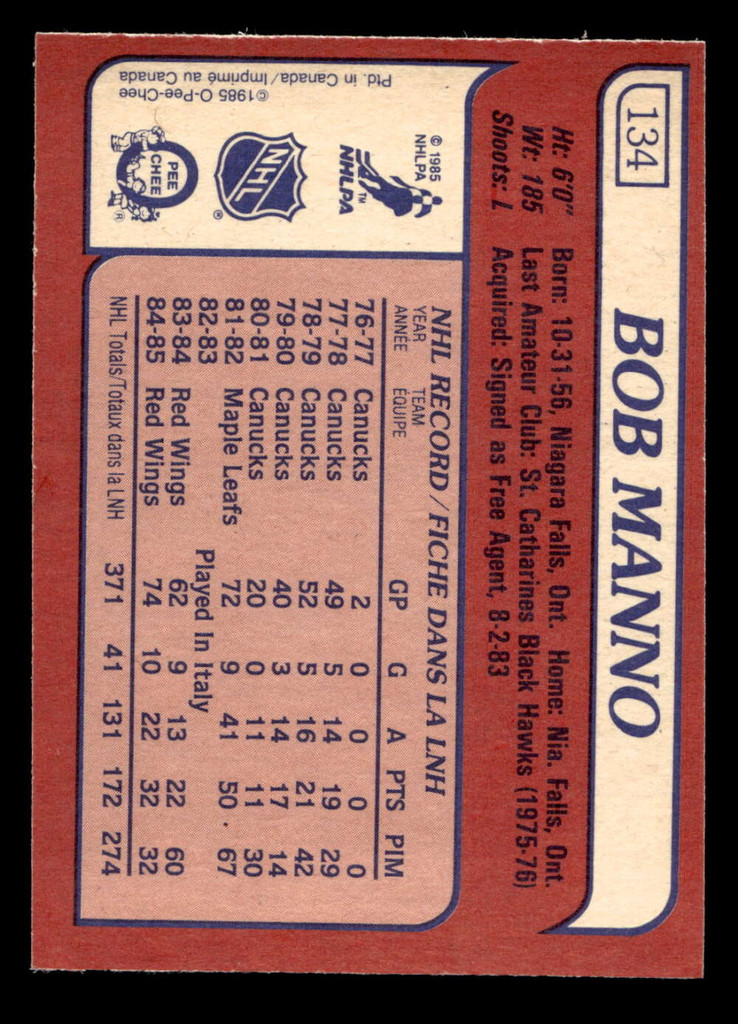 134
BOB MANNO
Ht: 6'0" Born: 10-31-56, Niagara Falls, Ont. Home: Nia. Falls, Ont.
Wt: 185 Last Amateur Club: St. Catharines Black Hawks (1975-76)
Shoots: L Acquired: Signed as Free Agent, 8-2-83
© 1985
NHLPA
NHLPA™
NHL®
O
PEE
CHEE
®
©1985 O-Pee-Chee
Ptd. in Canada/Imprimé au Canada
NHL RECORD/FICHE DANS LA LNH
YEAR TEAM
ANNÉE ÉQUIPE GP G A PTS PIM
76-77 Canucks 2 0 0 0 0
77-78 Canucks 49 5 14 19 29
78-79 Canucks 52 5 16 21 42
79-80 Canucks 40 3 14 17 14
80-81 Canucks 20 0 11 11 30
81-82 Maple Leafs 72 9 41 50 67
82-83 Played In Italy
83-84 Red Wings 62 9 13 22 60
84-85 Red Wings 74 10 22 32 32
NHL Totals/Totaux dans la LNH 371 41 131 172 274